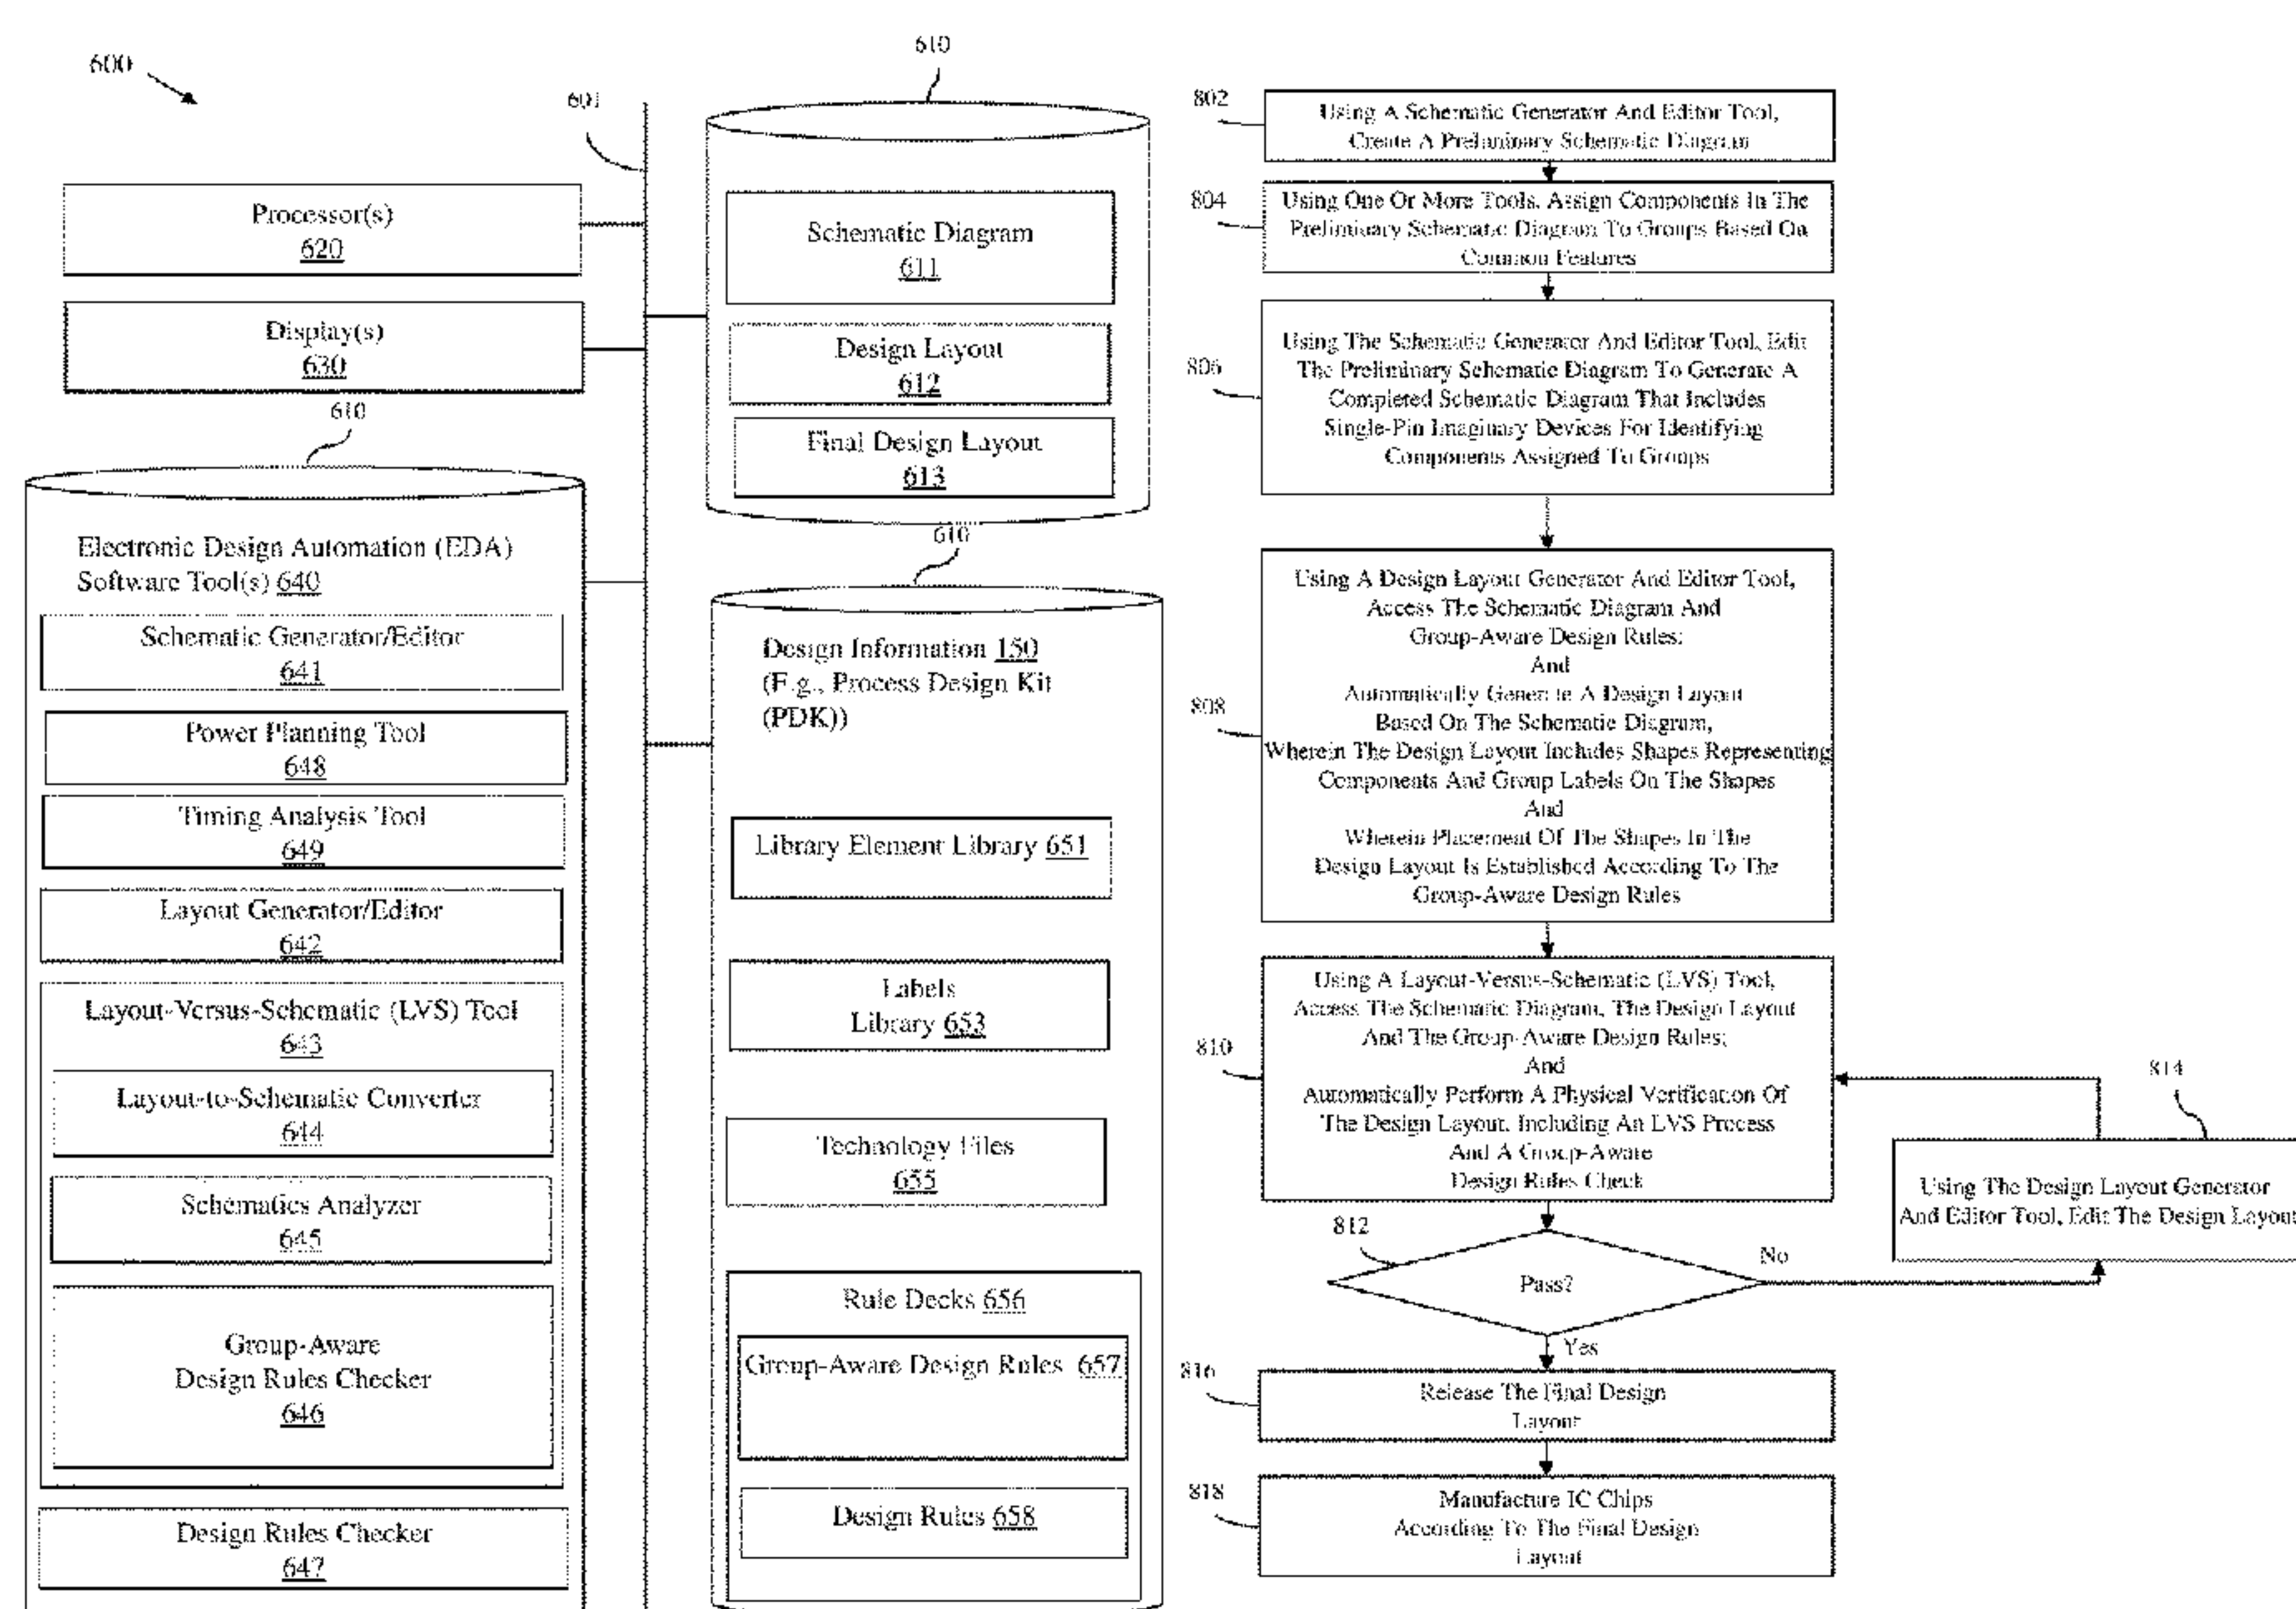 600
601
610
Processor(s)
620
Display(s)
630
610
Electronic Design Automation (EDA)
Software Tool(s) 640
Schematic Generator/Editor
641
Power Planning Tool
648
Timing Analysis Tool
649
Layout Generator/Editor
642
Layout-Versus-Schematic (LVS) Tool
643
Layout-to-Schematic Converter
644
Schematics Analyzer
645
Group-Aware
Design Rules Checker
646
Design Rules Checker
647
Schematic Diagram
611
Design Layout
612
Final Design Layout
613
610
Design Information 150
(E.g., Process Design Kit
(PDK))
Library Element Library 651
Labels
Library 653
Technology Files
655
Rule Decks 656
Group-Aware Design Rules 657
Design Rules 658
802
Using A Schematic Generator And Editor Tool,
Create A Preliminary Schematic Diagram
804
Using One Or More Tools, Assign Components In The
Preliminary Schematic Diagram To Groups Based On
Common Features
806
Using The Schematic Generator And Editor Tool, Edit
The Preliminary Schematic Diagram To Generate A
Completed Schematic Diagram That Includes
Single-Pin Imaginary Devices For Identifying
Components Assigned To Groups
808
Using A Design Layout Generator And Editor Tool,
Access The Schematic Diagram And
Group-Aware Design Rules;
And
Automatically Generate A Design Layout
Based On The Schematic Diagram,
Wherein The Design Layout Includes Shapes Representing
Components And Group Labels On The Shapes
And
Wherein Placement Of The Shapes In The
Design Layout Is Established According To The
Group-Aware Design Rules
810
Using A Layout-Versus-Schematic (LVS) Tool,
Access The Schematic Diagram, The Design Layout
And The Group-Aware Design Rules;
And
Automatically Perform A Physical Verification Of
The Design Layout, Including An LVS Process
And A Group-Aware
Design Rules Check
812
Pass?
No
Yes
814
Using The Design Layout Generator
And Editor Tool, Edit The Design Layout
816
Release The Final Design
Layout
818
Manufacture IC Chips
According To The Final Design
Layout